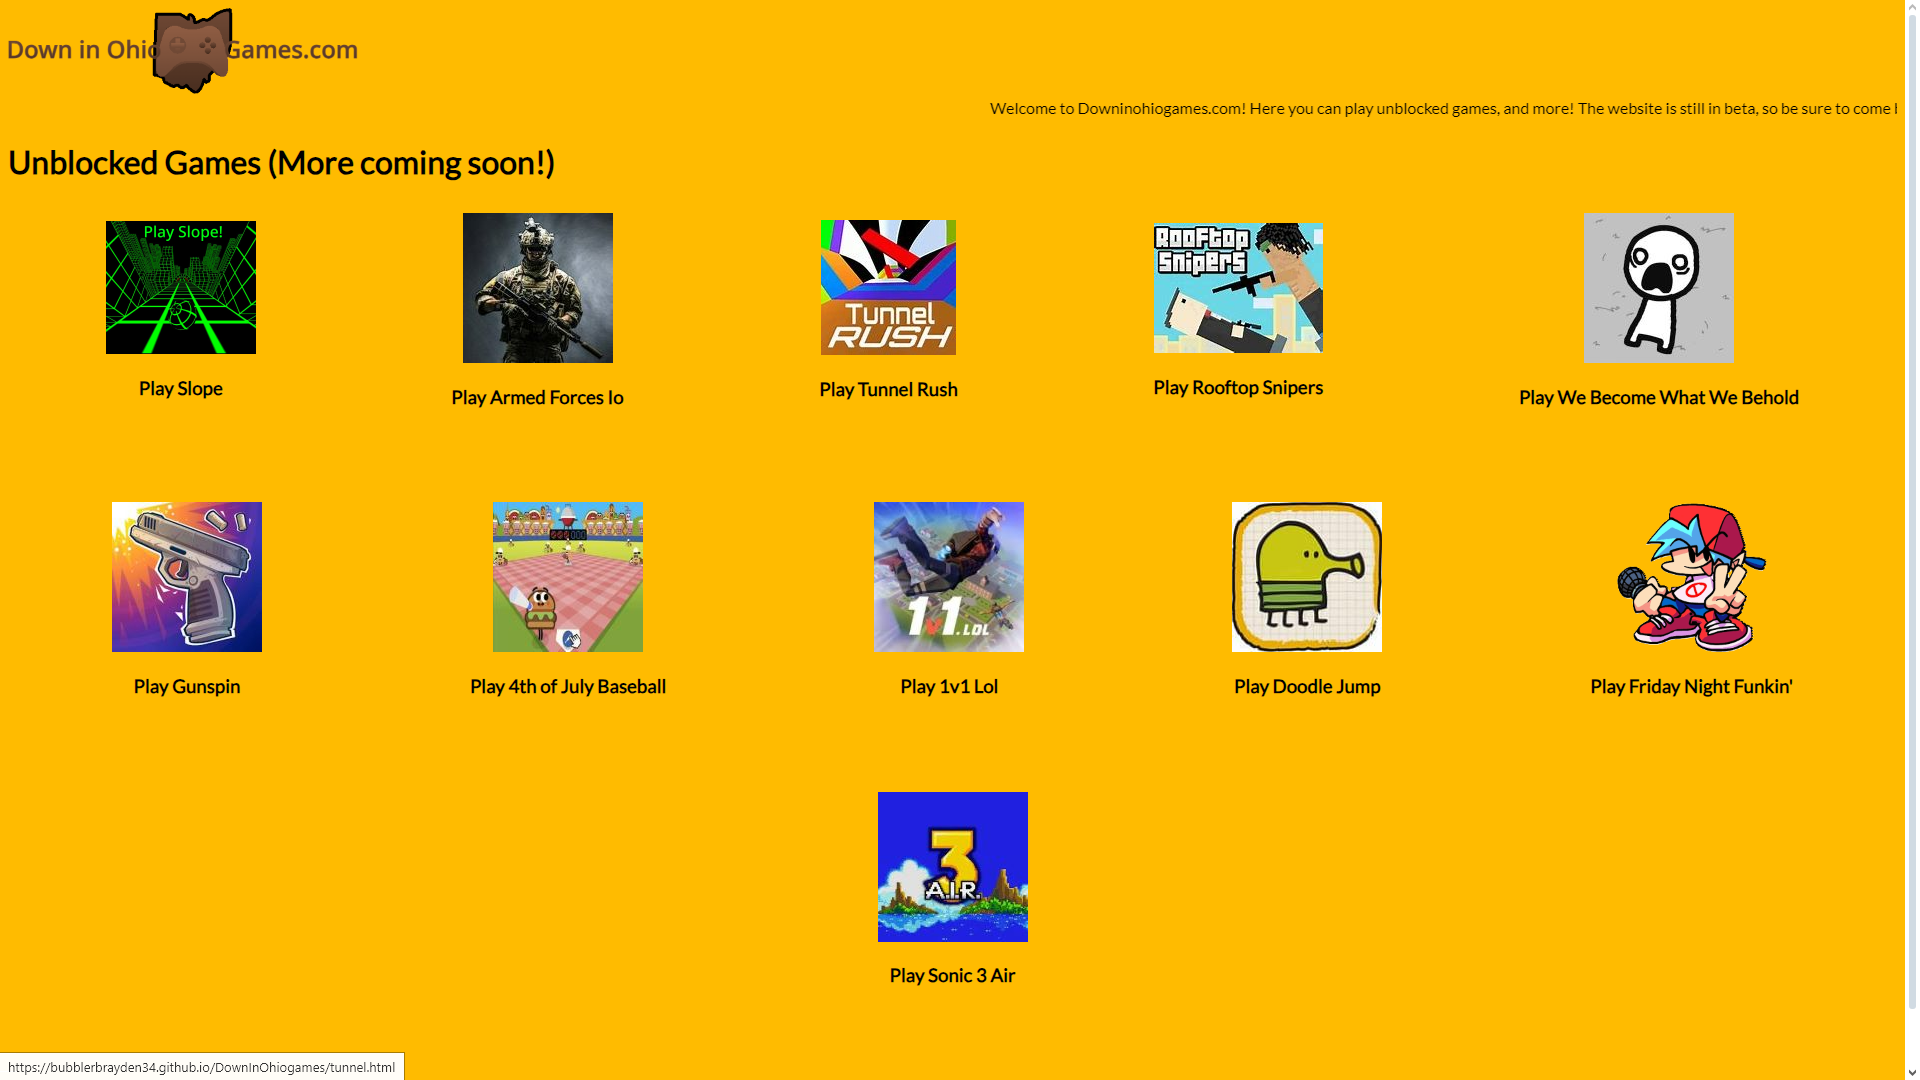 Down in Ohio Games.com
Welcome to Downinohiogames.com! Here you can play unblocked games, and more! The website is still in beta, so be sure to come
Unblocked Games (More coming soon!)
Play Slope!
ROOFTOP
SNIPERS
Tunnel
RUSH
Play Slope
Play Armed Forces Io
Play Tunnel Rush
Play Rooftop Snipers
Play We Become What We Behold
1v1.LOL
Play Gunspin
Play 4th of July Baseball
Play 1v1 Lol
Play Doodle Jump
Play Friday Night Funkin'
3
A.I.R.
Play Sonic 3 Air
https://bubblerbrayden34.github.io/DownInOhiogames/tunnel.html